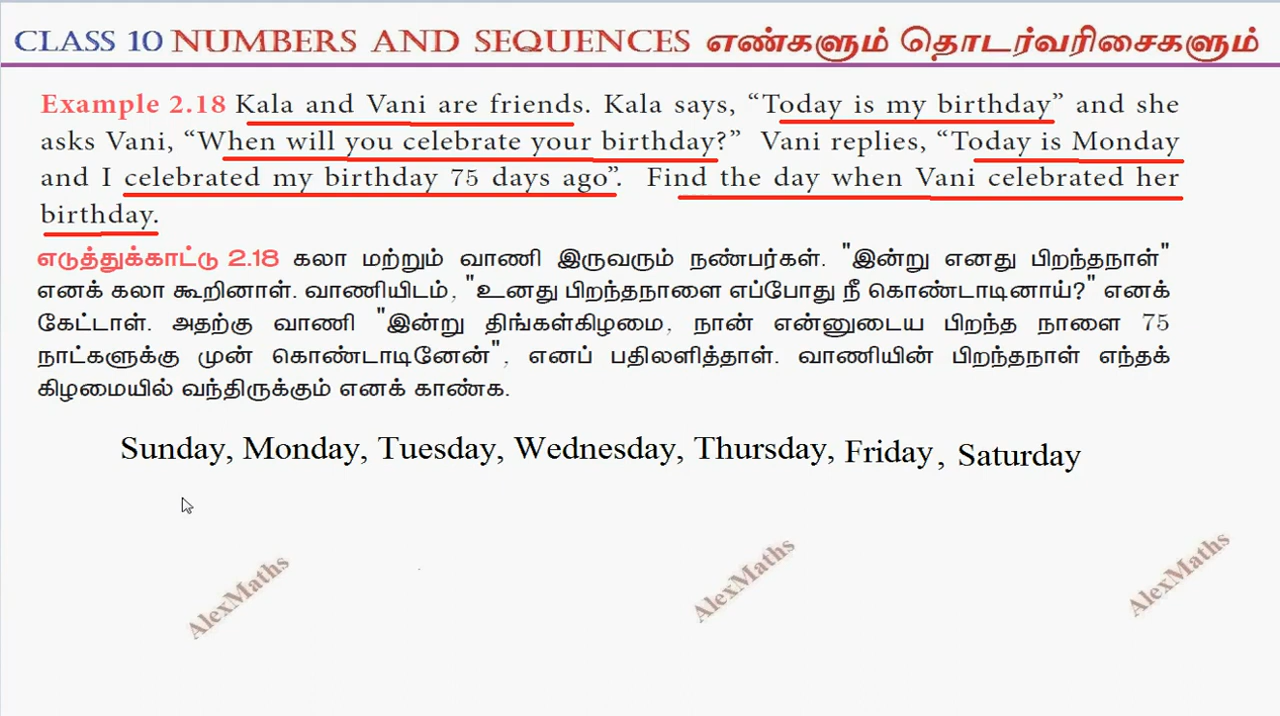 CLASS 10 NUMBERS AND SEQUENCES எண்களும் தொடர்வரிசைகளும்
Example 2.18 Kala and Vani are friends. Kala says, “Today is my birthday” and she
asks Vani, “When will you celebrate your birthday?” Vani replies, “Today is Monday
and I celebrated my birthday 75 days ago”. Find the day when Vani celebrated her
birthday.
எடுத்துக்காட்டு 2.18 கலா மற்றும் வாணி இருவரும் நண்பர்கள். "இன்று எனது பிறந்தநாள்"
எனக் கலா கூறினாள். வாணியிடம், "உனது பிறந்தநாளை எப்போது நீ கொண்டாடினாய்?" எனக்
கேட்டாள். அதற்கு வாணி "இன்று திங்கள்கிழமை, நான் என்னுடைய பிறந்த நாளை 75
நாட்களுக்கு முன் கொண்டாடினேன்", எனப் பதிலளித்தாள். வாணியின் பிறந்தநாள் எந்தக்
கிழமையில் வந்திருக்கும் எனக் காண்க.
Sunday, Monday, Tuesday, Wednesday, Thursday, Friday, Saturday
AlexMaths AlexMaths AlexMaths